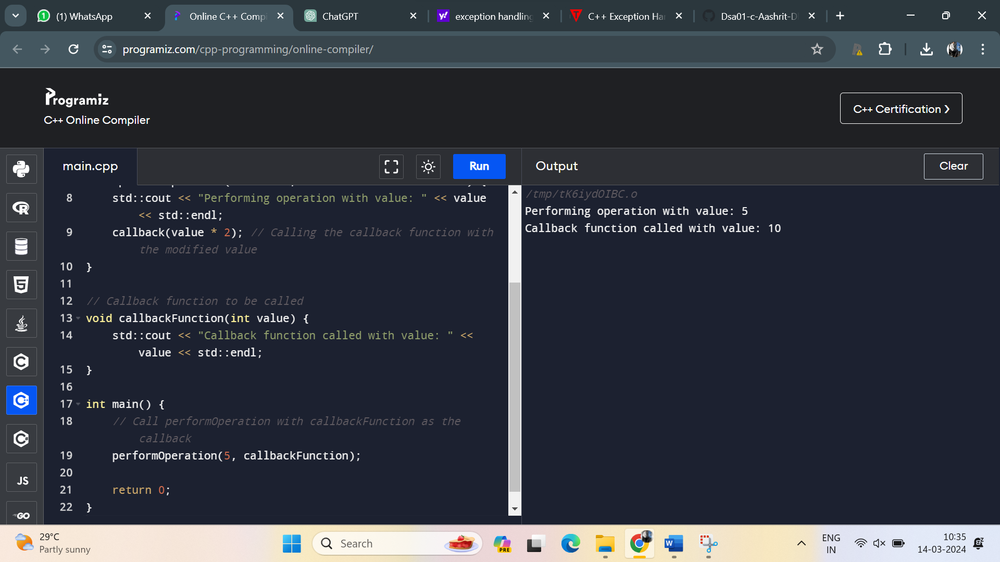 (1) WhatsApp
Online C++ Compi
ChatGPT
exception handling
C++ Exception Ha
Dsa01-c-Aashrit-D
programiz.com/cpp-programming/online-compiler/
Programiz
C++ Online Compiler
C++ Certification ❯
main.cpp
Run
Output
Clear
8 std::cout << "Performing operation with value: " << value
<< std::endl;
9 callback(value * 2); // Calling the callback function with
the modified value
10 }
11
12 // Callback function to be called
13 void callbackFunction(int value) {
14 std::cout << "Callback function called with value: " <<
value << std::endl;
15 }
16
17 int main() {
18 // Call performOperation with callbackFunction as the
callback
19 performOperation(5, callbackFunction);
20
21 return 0;
22 }
/tmp/tK6iydOIBC.o
Performing operation with value: 5
Callback function called with value: 10
JS
GO
29°C
Partly sunny
Search
PRE
W
ENG
IN
10:35
14-03-2024